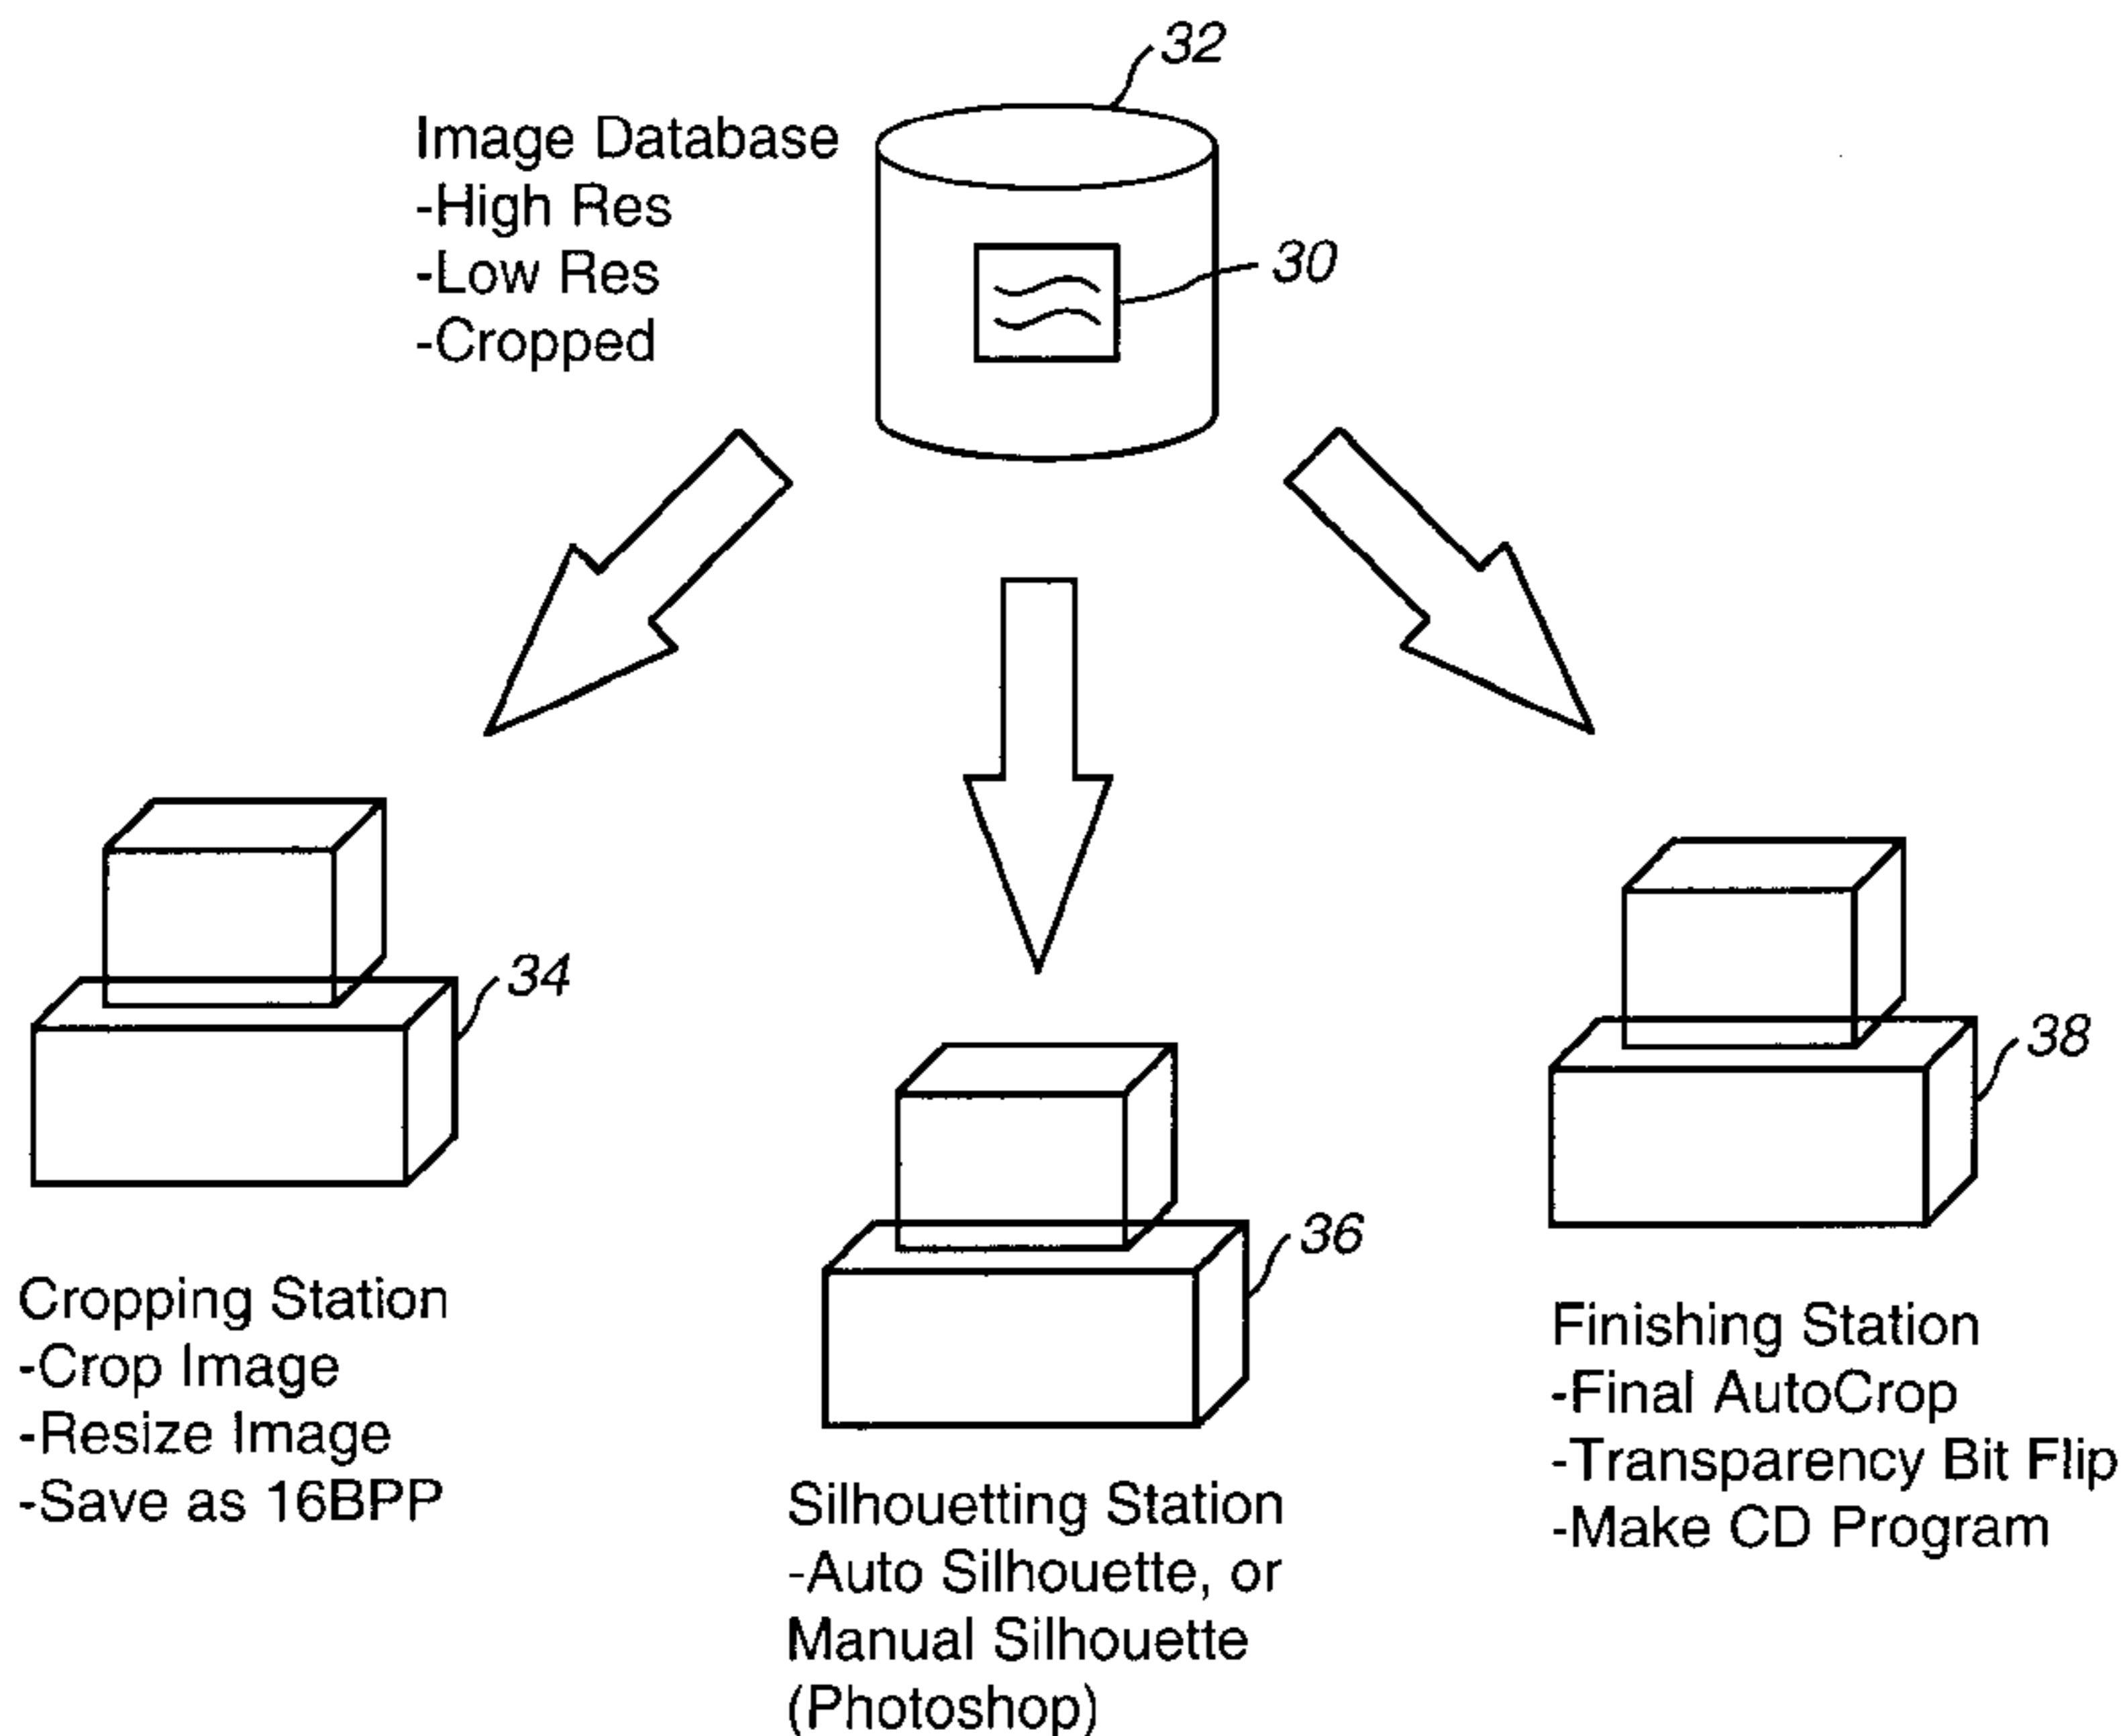 32
Image Database
-High Res
-Low Res
-Cropped
30
34
Cropping Station
-Crop Image
-Resize Image
-Save as 16BPP
36
Silhouetting Station
-Auto Silhouette, or
Manual Silhouette
(Photoshop)
38
Finishing Station
-Final AutoCrop
-Transparency Bit Flip
-Make CD Program